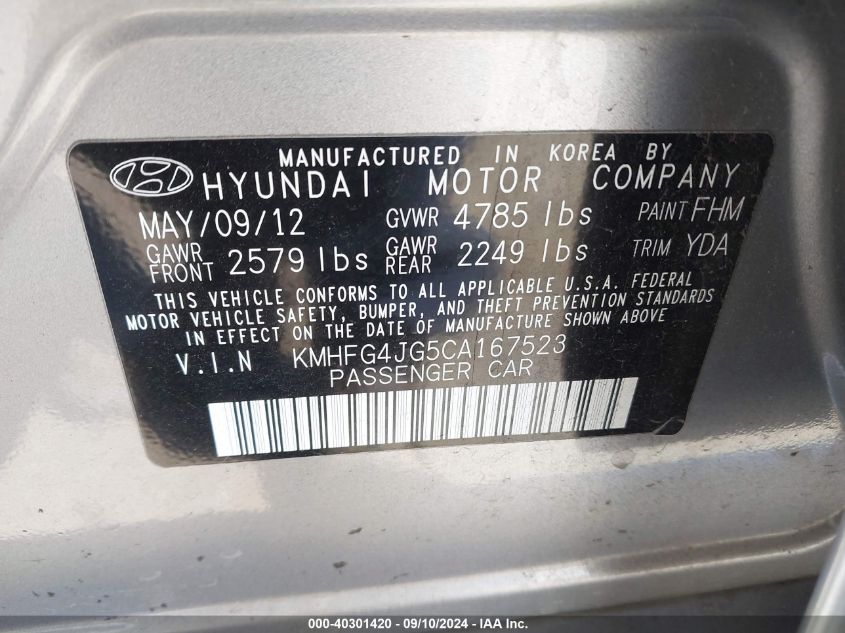 MANUFACTURED IN KOREA BY
HYUNDAI MOTOR COMPANY
MAY/09/12 GVWR 4785 lbs PAINT FHM
GAWR FRONT 2579 lbs GAWR REAR 2249 lbs TRIM YDA
THIS VEHICLE CONFORMS TO ALL APPLICABLE U.S.A. FEDERAL
MOTOR VEHICLE SAFETY, BUMPER, AND THEFT PREVENTION STANDARDS
IN EFFECT ON THE DATE OF MANUFACTURE SHOWN ABOVE.
V.I.N KMHFG4JG5CA167523
PASSENGER CAR
000-40301420 - 09/10/2024 - IAA Inc.